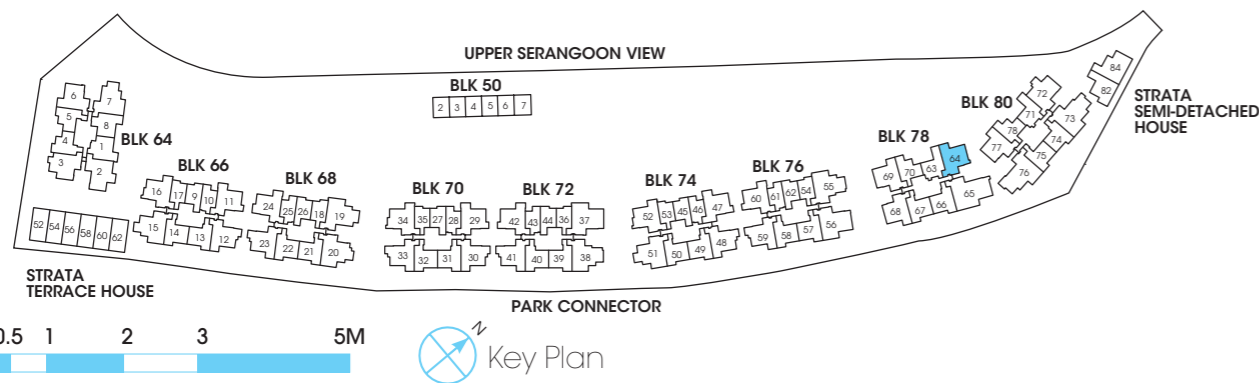 UPPER SERANGOON VIEW
BLK 50
2 3 4 5 6 7
84
82
STRATA
SEMI-DETACHED
HOUSE
BLK 64
6 7
5 8
4 1
3 2
BLK 66
16 17 9 10 11
15 14 13 12
BLK 68
24 25 26 18 19
23 22 21 20
BLK 70
34 35 27 28 29
33 32 31 30
BLK 72
42 43 44 36 37
41 40 39 38
BLK 74
52 53 45 46 47
51 50 49 48
BLK 76
60 61 62 54 55
59 58 57 56
BLK 78
69 70 63 64
68 67 66 65
BLK 80
72
71 73
78 74
77 75
76
52 54 56 58 60 62
STRATA
TERRACE HOUSE
PARK CONNECTOR
0.5 1 2 3 5M
N
Key Plan